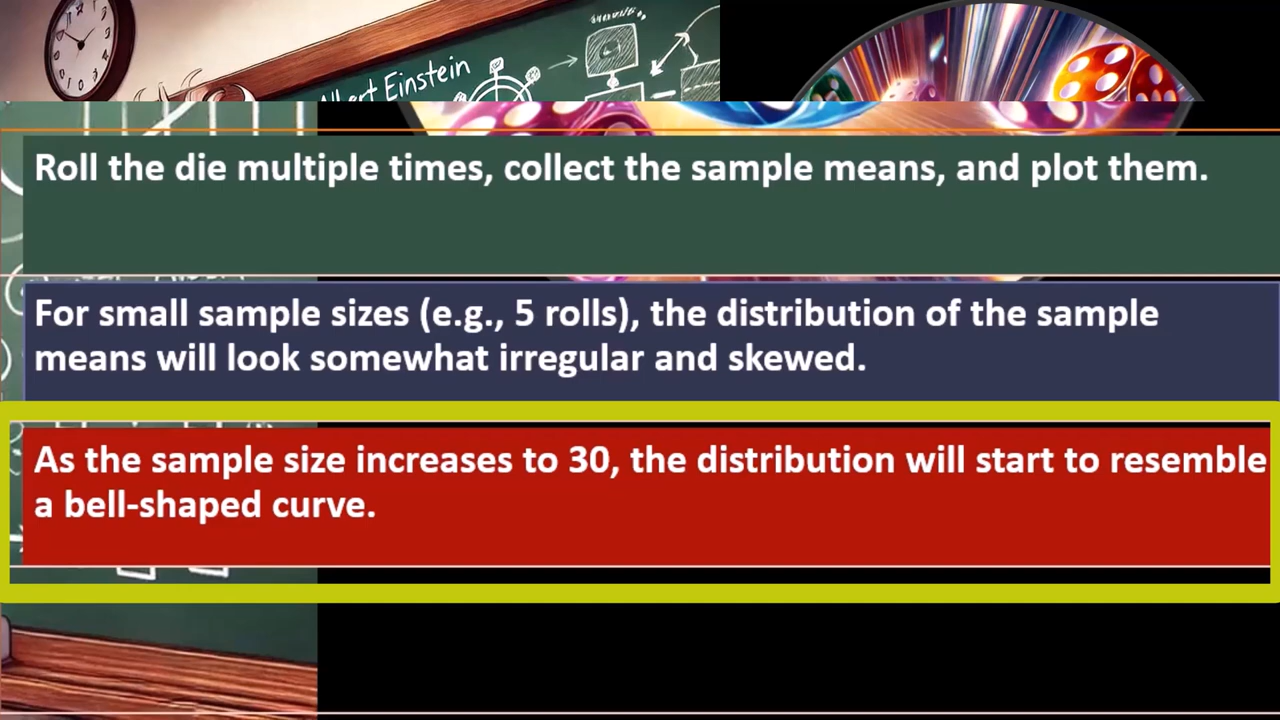 Albert Einstein
Roll the die multiple times, collect the sample means, and plot them.
For small sample sizes (e.g., 5 rolls), the distribution of the sample
means will look somewhat irregular and skewed.
As the sample size increases to 30, the distribution will start to resemble
a bell-shaped curve.